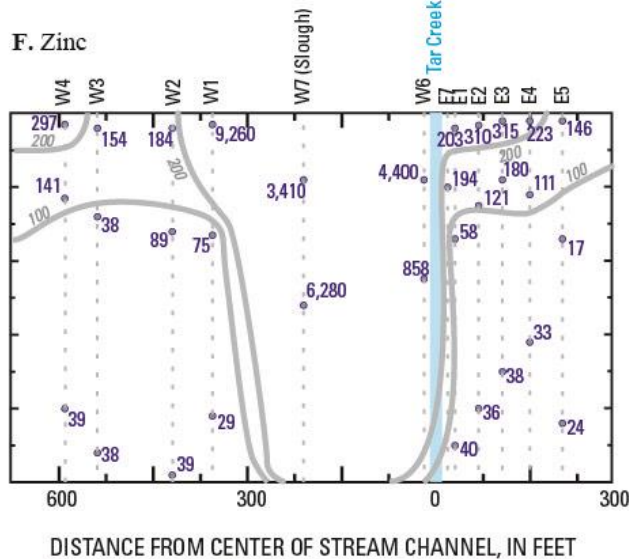 F. Zinc
W4 W3 W2 W1 W7 (Slough) W6 Tar Creek E7 E1 E2 E3 E4 E5
297 154 184 9,260 203 310 315 223 146
200 200 200
141 3,410 4,400 194 180 111
100 38 121 100
89 75 58 17
6,280 858
33
38
39 29 36 24
38 39 40
600 300 0 300
DISTANCE FROM CENTER OF STREAM CHANNEL, IN FEET